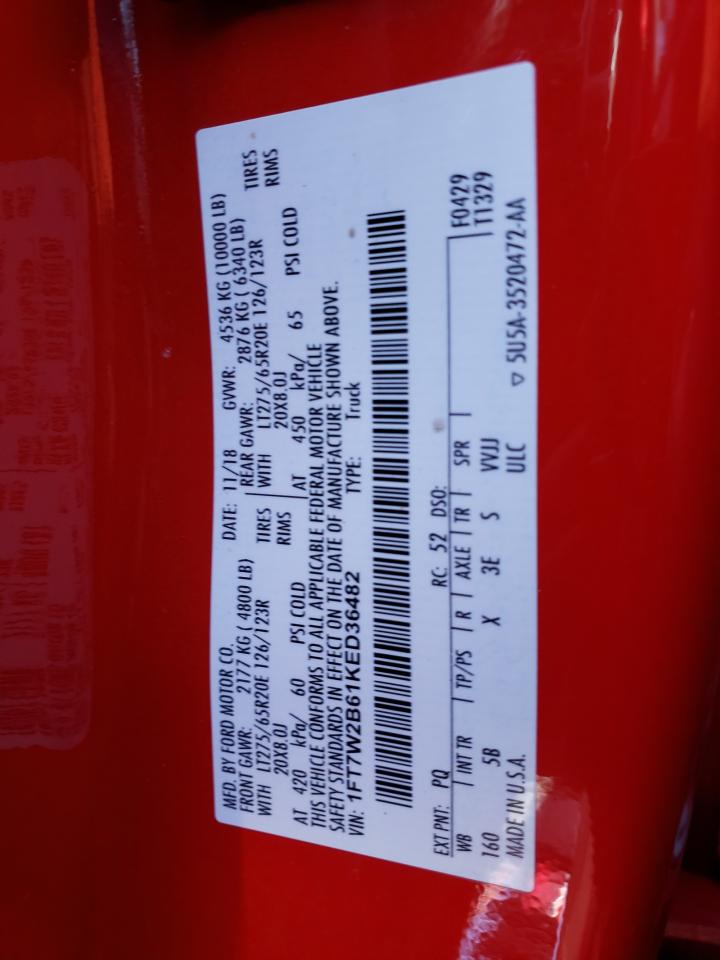 MFD. BY FORD MOTOR CO. DATE: 11/18 GVWR: 4536 KG (10000 LB)
FRONT GAWR: 2177 KG ( 4800 LB) REAR GAWR: 2876 KG ( 6340 LB)
WITH LT275/65R20E 126/123R TIRES WITH LT275/65R20E 126/123R TIRES
20X8.0J RIMS 20X8.0J RIMS
AT 420 kPa/ 60 PSI COLD AT 450 kPa/ 65 PSI COLD
THIS VEHICLE CONFORMS TO ALL APPLICABLE FEDERAL MOTOR VEHICLE
SAFETY STANDARDS IN EFFECT ON THE DATE OF MANUFACTURE SHOWN ABOVE.
VIN: 1FT7W2B61KED36482 TYPE: Truck
EXT PNT: PQ RC: 52 DSO: F0429
WB INT TR TP/PS R AXLE TR SPR T1329
160 5B X 3E S VVJJ
MADE IN U.S.A. ULC ▽ 5U5A-3520472-AA